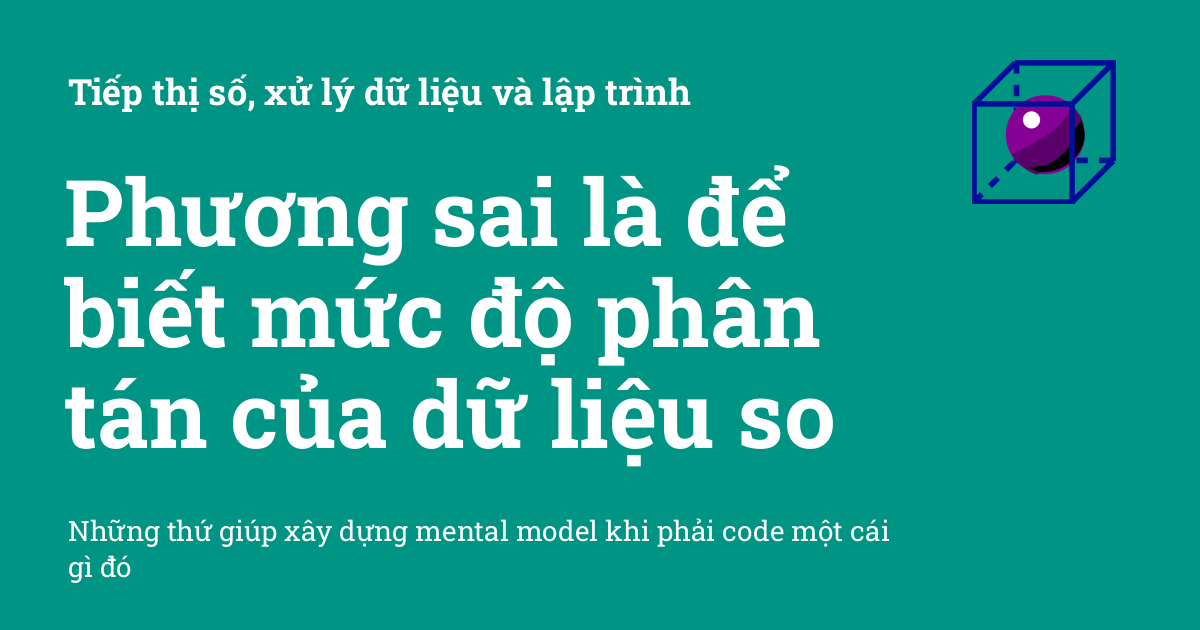 Tiếp thị số, xử lý dữ liệu và lập trình
Phương sai là để
biết mức độ phân
tán của dữ liệu so
Những thứ giúp xây dựng mental model khi phải code một cái
gì đó